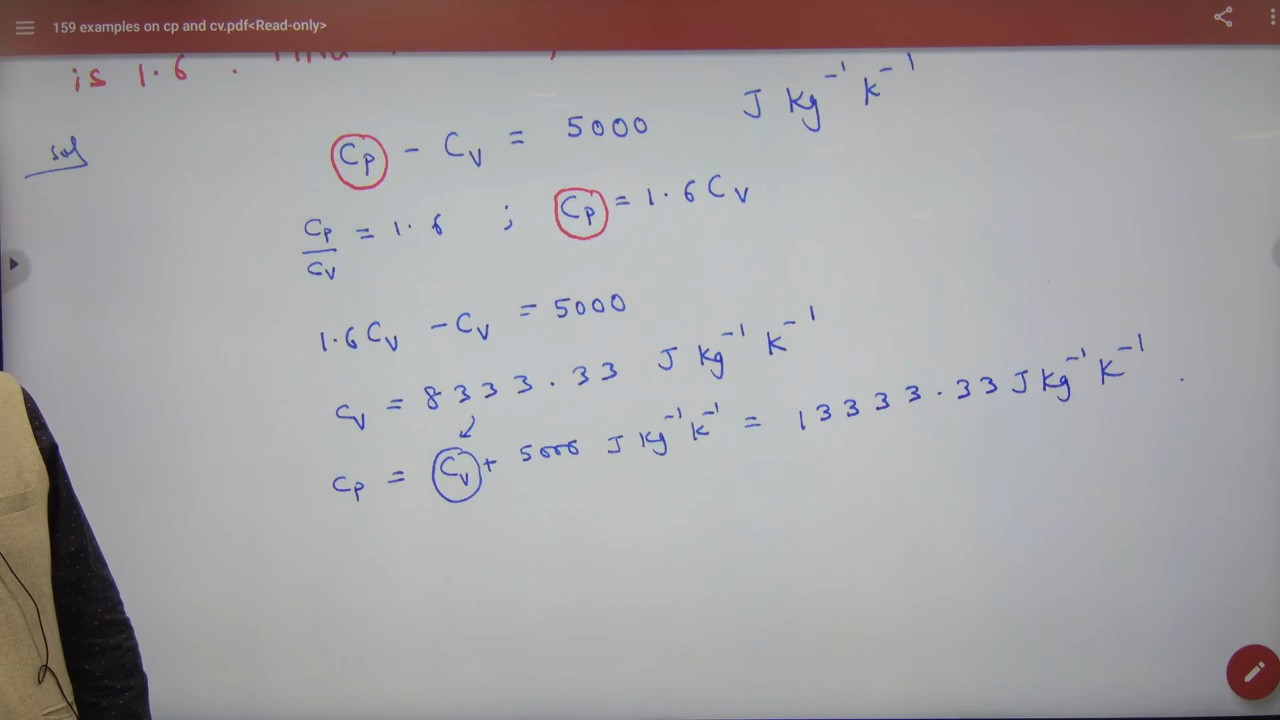 159 examples on cp and cv.pdf<Read-only>
is 1.6 .
Sol
Cp - Cv = 5000 J Kg⁻¹ K⁻¹
Cp/Cv = 1.6 ; Cp = 1.6 Cv
1.6 Cv - Cv = 5000
Cv = 8333.33 J Kg⁻¹ K⁻¹
Cp = Cv + 5000 J Kg⁻¹ K⁻¹ = 13333.33 J Kg⁻¹ K⁻¹ .